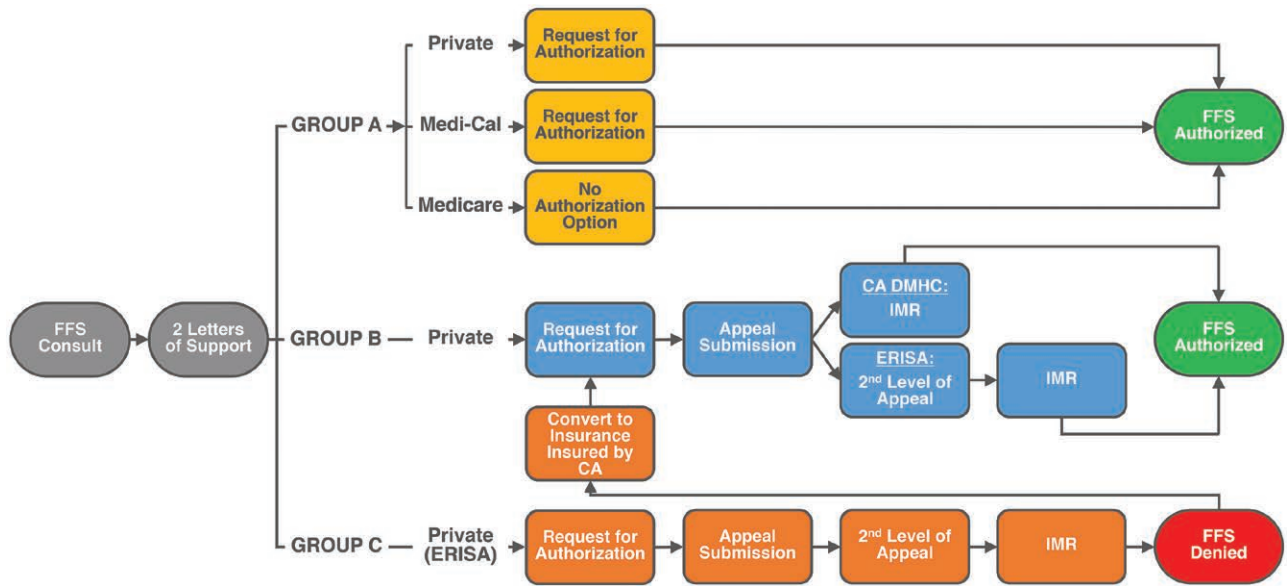 Private
Request for
Authorization
GROUP A
Medi-Cal
Request for
Authorization
FFS
Authorized
Medicare
No
Authorization
Option
FFS
Consult
2 Letters
of Support
GROUP B
Private
Request for
Authorization
Appeal
Submission
CA DMHC:
IMR
ERISA:
2nd Level of
Appeal
IMR
FFS
Authorized
Convert to
Insurance
Insured by
CA
GROUP C
Private
(ERISA)
Request for
Authorization
Appeal
Submission
2nd Level of
Appeal
IMR
FFS
Denied